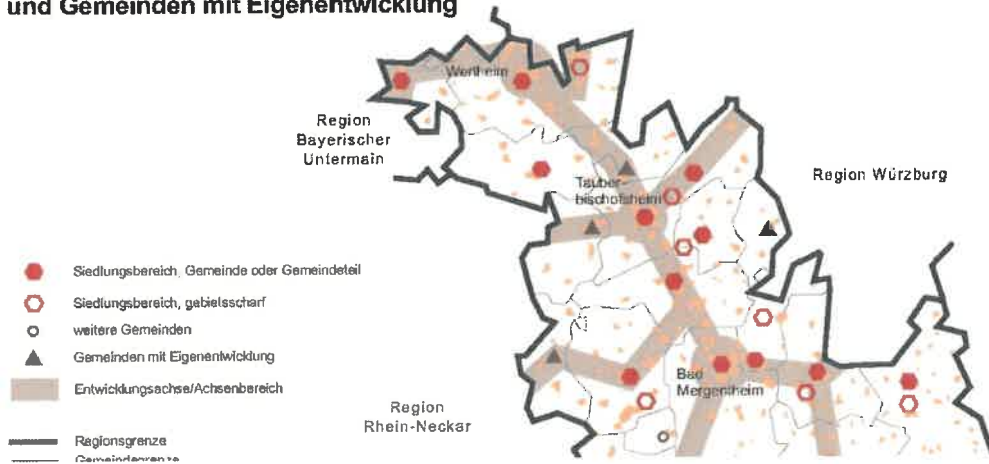 und Gemeinden mit Eigenentwicklung
Wertheim
Region
Bayerischer
Untermain
Region Würzburg
Tauber-
bischofsheim
Siedlungsbereich, Gemeinde oder Gemeindeteil
Siedlungsbereich, gebietsscharf
weitere Gemeinden
Gemeinden mit Eigenentwicklung
Entwicklungsachse/Achsenbereich
Bad
Mergentheim
Region
Rhein-Neckar
Regionsgrenze
Gemeindegrenze